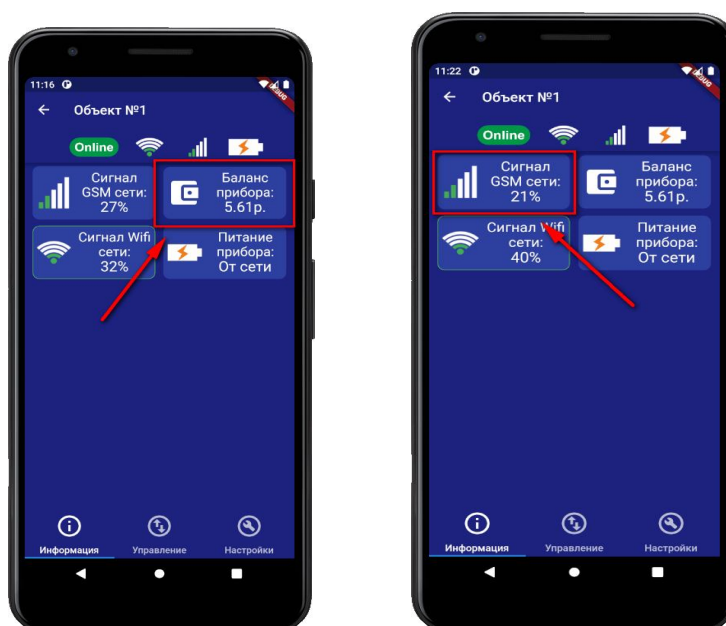 11:16
DEBUG
Объект №1
Online
Сигнал
GSM сети:
27%
Баланс
прибора:
5.61р.
Сигнал Wifi
сети:
32%
Питание
прибора:
От сети
Информация
Управление
Настройки
11:22
DEBUG
Объект №1
Online
Сигнал
GSM сети:
21%
Баланс
прибора:
5.61р.
Сигнал Wifi
сети:
40%
Питание
прибора:
От сети
Информация
Управление
Настройки